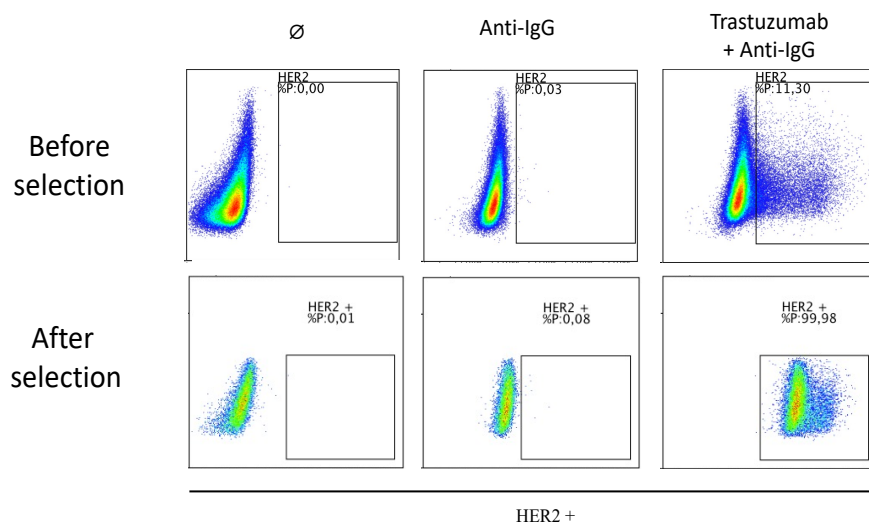 ∅
Anti-IgG
Trastuzumab
+ Anti-IgG
Before
selection
HER2
%P:0,00
HER2
%P:0,03
HER2
%P:11,30
After
selection
HER2 +
%P:0,01
HER2 +
%P:0,08
HER2 +
%P:99,98
HER2 +